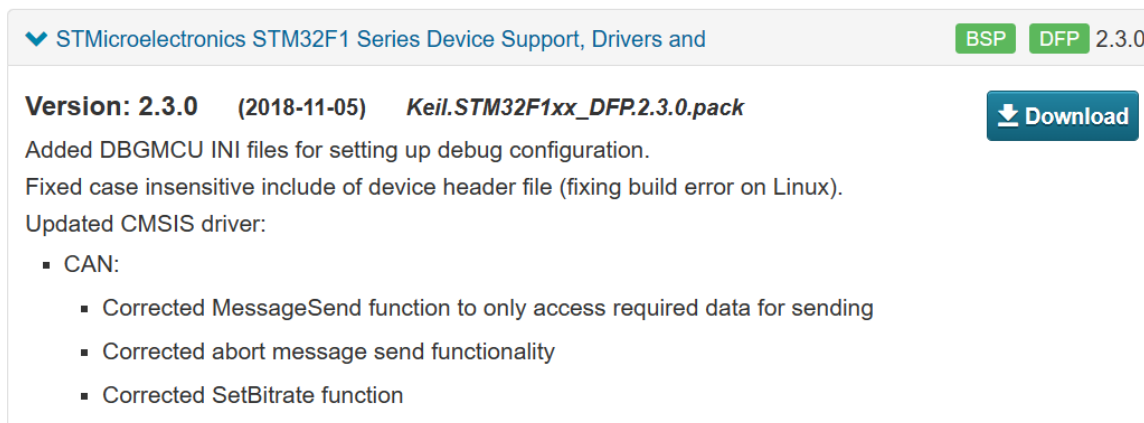 STMicroelectronics STM32F1 Series Device Support, Drivers and BSP DFP 2.3.0
Version: 2.3.0 (2018-11-05) Keil.STM32F1xx_DFP.2.3.0.pack Download
Added DBGMCU INI files for setting up debug configuration.
Fixed case insensitive include of device header file (fixing build error on Linux).
Updated CMSIS driver:
▪ CAN:
▪ Corrected MessageSend function to only access required data for sending
▪ Corrected abort message send functionality
▪ Corrected SetBitrate function